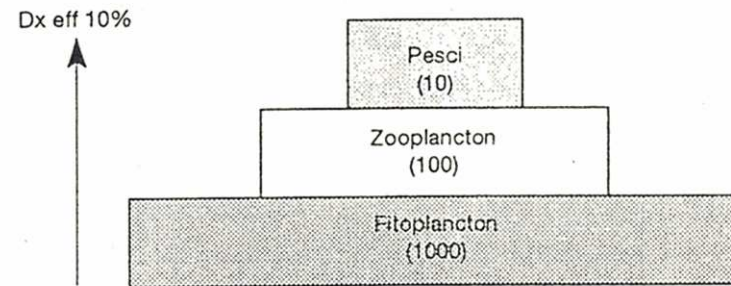 Dx eff 10%
Pesci
(10)
Zooplancton
(100)
Fitoplancton
(1000)